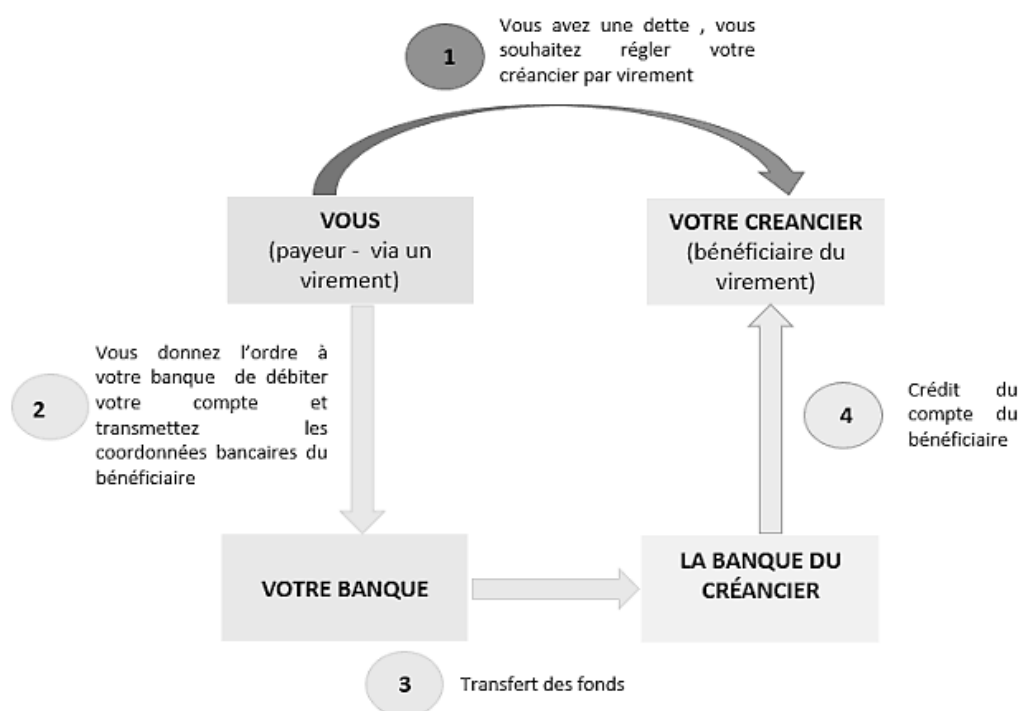 1
Vous avez une dette , vous
souhaitez régler votre
créancier par virement
VOUS
(payeur - via un
virement)
VOTRE CREANCIER
(bénéficiaire du
virement)
2
Vous donnez l'ordre à
votre banque de débiter
votre compte et
transmettez les
coordonnées bancaires du
bénéficiaire
4
Crédit du
compte du
bénéficiaire
VOTRE BANQUE
LA BANQUE DU
CRÉANCIER
3
Transfert des fonds